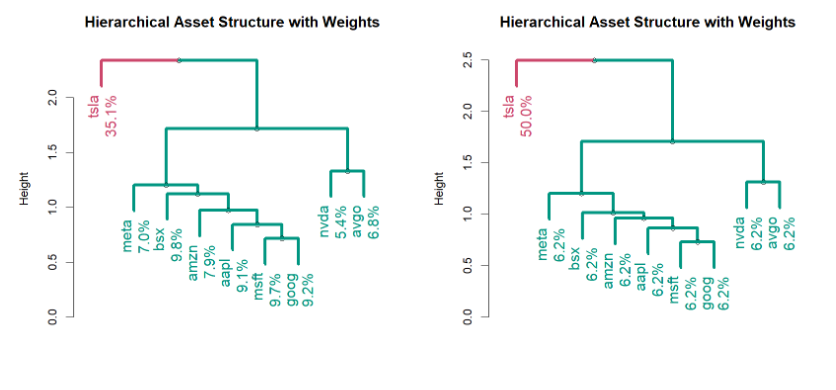 Hierarchical Asset Structure with Weights
Height
0.0
0.5
1.0
1.5
2.0
tsla
35.1%
meta
7.0%
bsx
9.8%
amzn
7.9%
aapl
9.1%
msft
9.7%
goog
9.2%
nvda
5.4%
avgo
6.8%
Hierarchical Asset Structure with Weights
Height
0.0
0.5
1.0
1.5
2.0
2.5
tsla
50.0%
meta
6.2%
bsx
6.2%
amzn
6.2%
aapl
6.2%
msft
6.2%
goog
6.2%
nvda
6.2%
avgo
6.2%